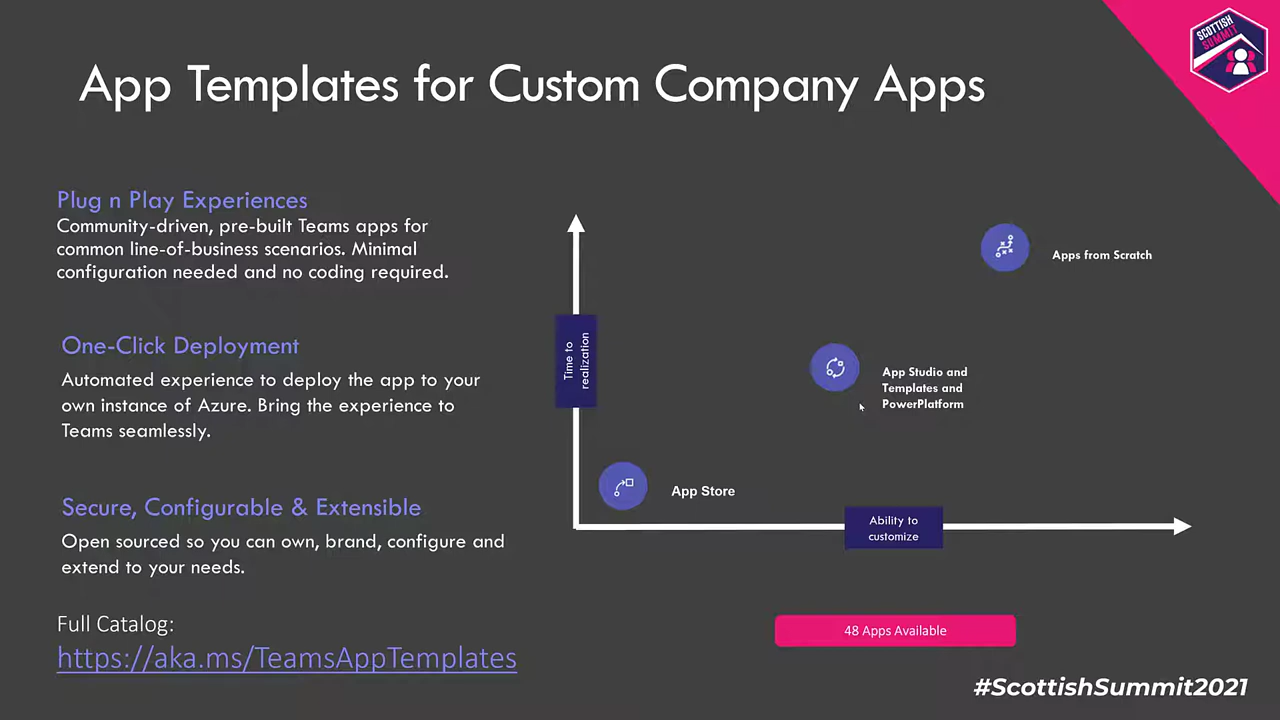 SCOTTISH
SUMMIT
App Templates for Custom Company Apps
Plug n Play Experiences
Community-driven, pre-built Teams apps for
common line-of-business scenarios. Minimal
configuration needed and no coding required.
One-Click Deployment
Automated experience to deploy the app to your
own instance of Azure. Bring the experience to
Teams seamlessly.
Secure, Configurable & Extensible
Open sourced so you can own, brand, configure and
extend to your needs.
Full Catalog:
https://aka.ms/TeamsAppTemplates
Time to
realization
Apps from Scratch
App Studio and
Templates and
PowerPlatform
App Store
Ability to
customize
48 Apps Available
#ScottishSummit2021